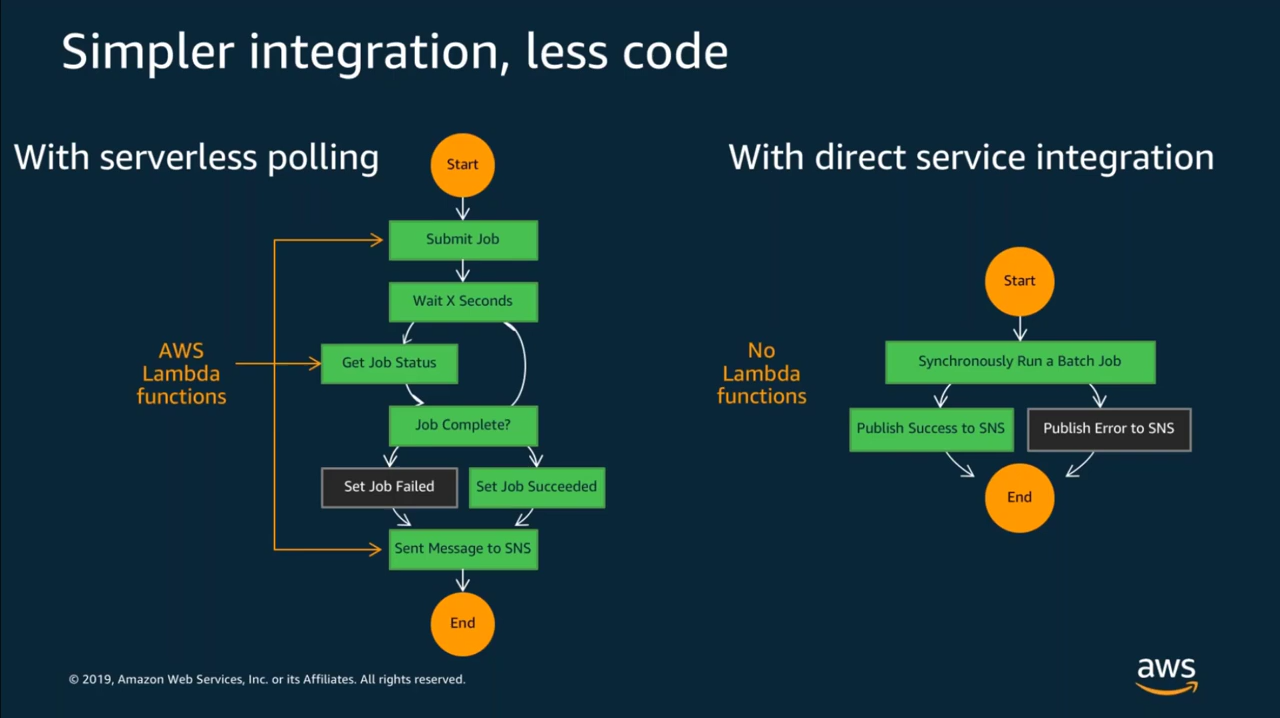 Simpler integration, less code
With serverless polling
Start
Submit Job
Wait X Seconds
Get Job Status
Job Complete?
Set Job Failed
Set Job Succeeded
Sent Message to SNS
End
AWS
Lambda
functions
With direct service integration
Start
Synchronously Run a Batch Job
Publish Success to SNS
Publish Error to SNS
End
No
Lambda
functions
© 2019, Amazon Web Services, Inc. or its Affiliates. All rights reserved.
aws